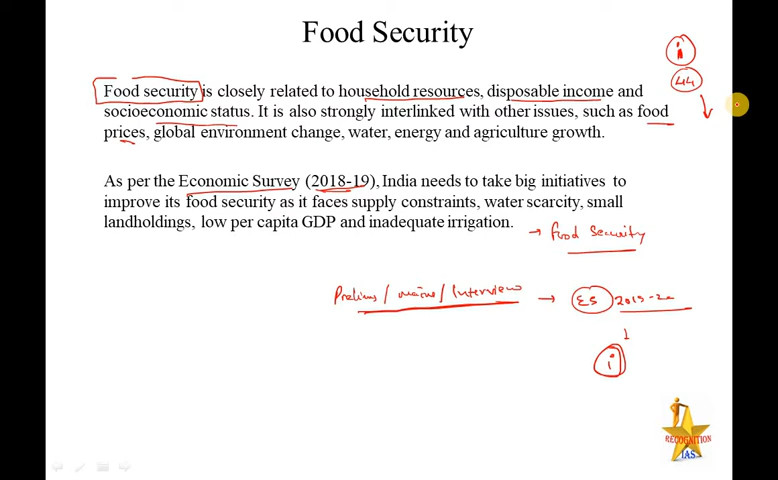 Food Security
Food security is closely related to household resources, disposable income and
socioeconomic status. It is also strongly interlinked with other issues, such as food
prices, global environment change, water, energy and agriculture growth.
As per the Economic Survey (2018-19), India needs to take big initiatives to
improve its food security as it faces supply constraints, water scarcity, small
landholdings, low per capita GDP and inadequate irrigation.
→ Food Security
Prelims / mains / Interview → ES 2019-20
i
44
i
RECOGNITION
IAS